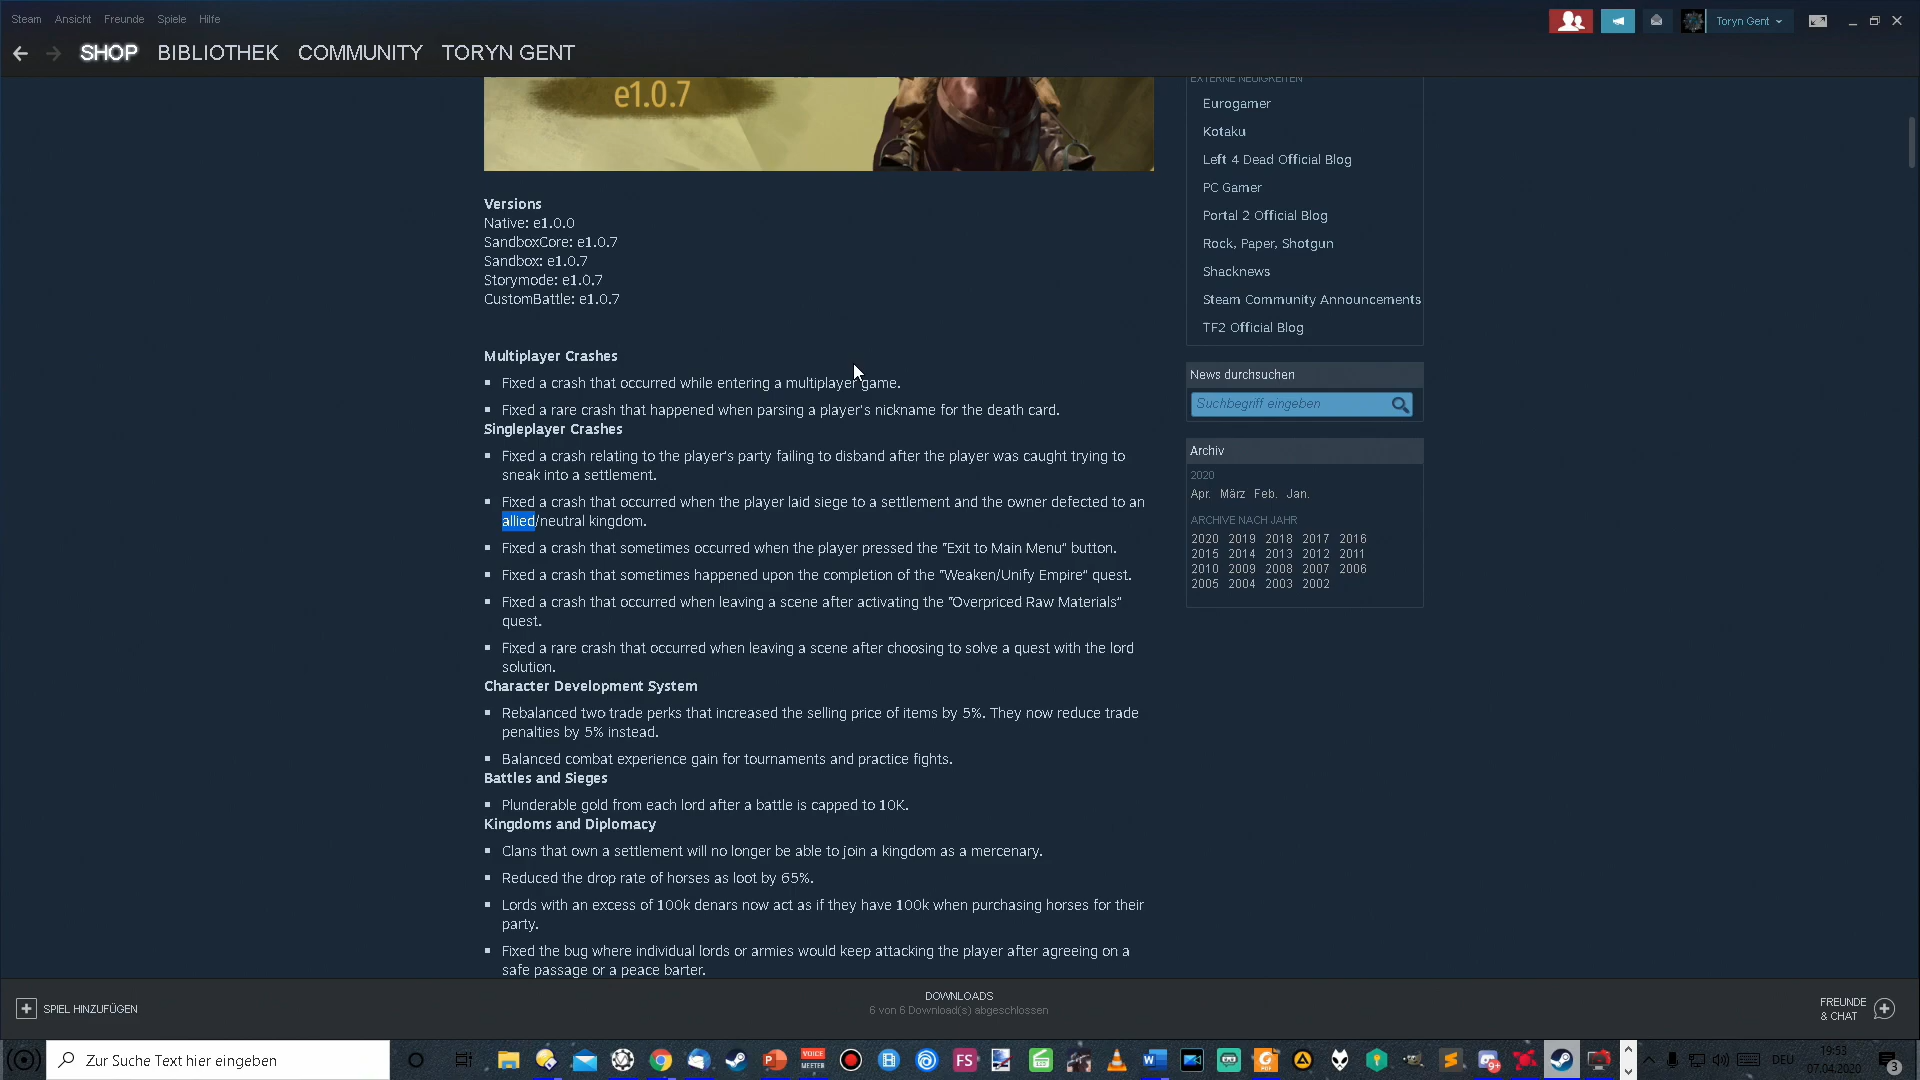 Steam Ansicht Freunde Spiele Hilfe
Toryn Gent
SHOP BIBLIOTHEK COMMUNITY TORYN GENT
e1.0.7
EXTERNE NEUIGKEITEN
Eurogamer
Kotaku
Left 4 Dead Official Blog
PC Gamer
Portal 2 Official Blog
Rock, Paper, Shotgun
Shacknews
Steam Community Announcements
TF2 Official Blog
Versions
Native: e1.0.0
SandboxCore: e1.0.7
Sandbox: e1.0.7
Storymode: e1.0.7
CustomBattle: e1.0.7
Multiplayer Crashes
Fixed a crash that occurred while entering a multiplayer game.
Fixed a rare crash that happened when parsing a player's nickname for the death card.
Singleplayer Crashes
Fixed a crash relating to the player's party failing to disband after the player was caught trying to
sneak into a settlement.
Fixed a crash that occurred when the player laid siege to a settlement and the owner defected to an
allied/neutral kingdom.
Fixed a crash that sometimes occurred when the player pressed the "Exit to Main Menu" button.
Fixed a crash that sometimes happened upon the completion of the "Weaken/Unify Empire" quest.
Fixed a crash that occurred when leaving a scene after activating the "Overpriced Raw Materials"
quest.
Fixed a rare crash that occurred when leaving a scene after choosing to solve a quest with the lord
solution.
Character Development System
Rebalanced two trade perks that increased the selling price of items by 5%. They now reduce trade
penalties by 5% instead.
Balanced combat experience gain for tournaments and practice fights.
Battles and Sieges
Plunderable gold from each lord after a battle is capped to 10K.
Kingdoms and Diplomacy
Clans that own a settlement will no longer be able to join a kingdom as a mercenary.
Reduced the drop rate of horses as loot by 65%.
Lords with an excess of 100k denars now act as if they have 100k when purchasing horses for their
party.
Fixed the bug where individual lords or armies would keep attacking the player after agreeing on a
safe passage or a peace barter.
News durchsuchen
Suchbegriff eingeben
Archiv
2020
Apr. März Feb. Jan.
ARCHIVE NACH JAHR
2020 2019 2018 2017 2016
2015 2014 2013 2012 2011
2010 2009 2008 2007 2006
2005 2004 2003 2002
SPIEL HINZUFÜGEN
DOWNLOADS
6 von 6 Download(s) abgeschlossen
FREUNDE
& CHAT
Zur Suche Text hier eingeben
VOICE
MEETER
FS
DEU
19:53
07.04.2020
3